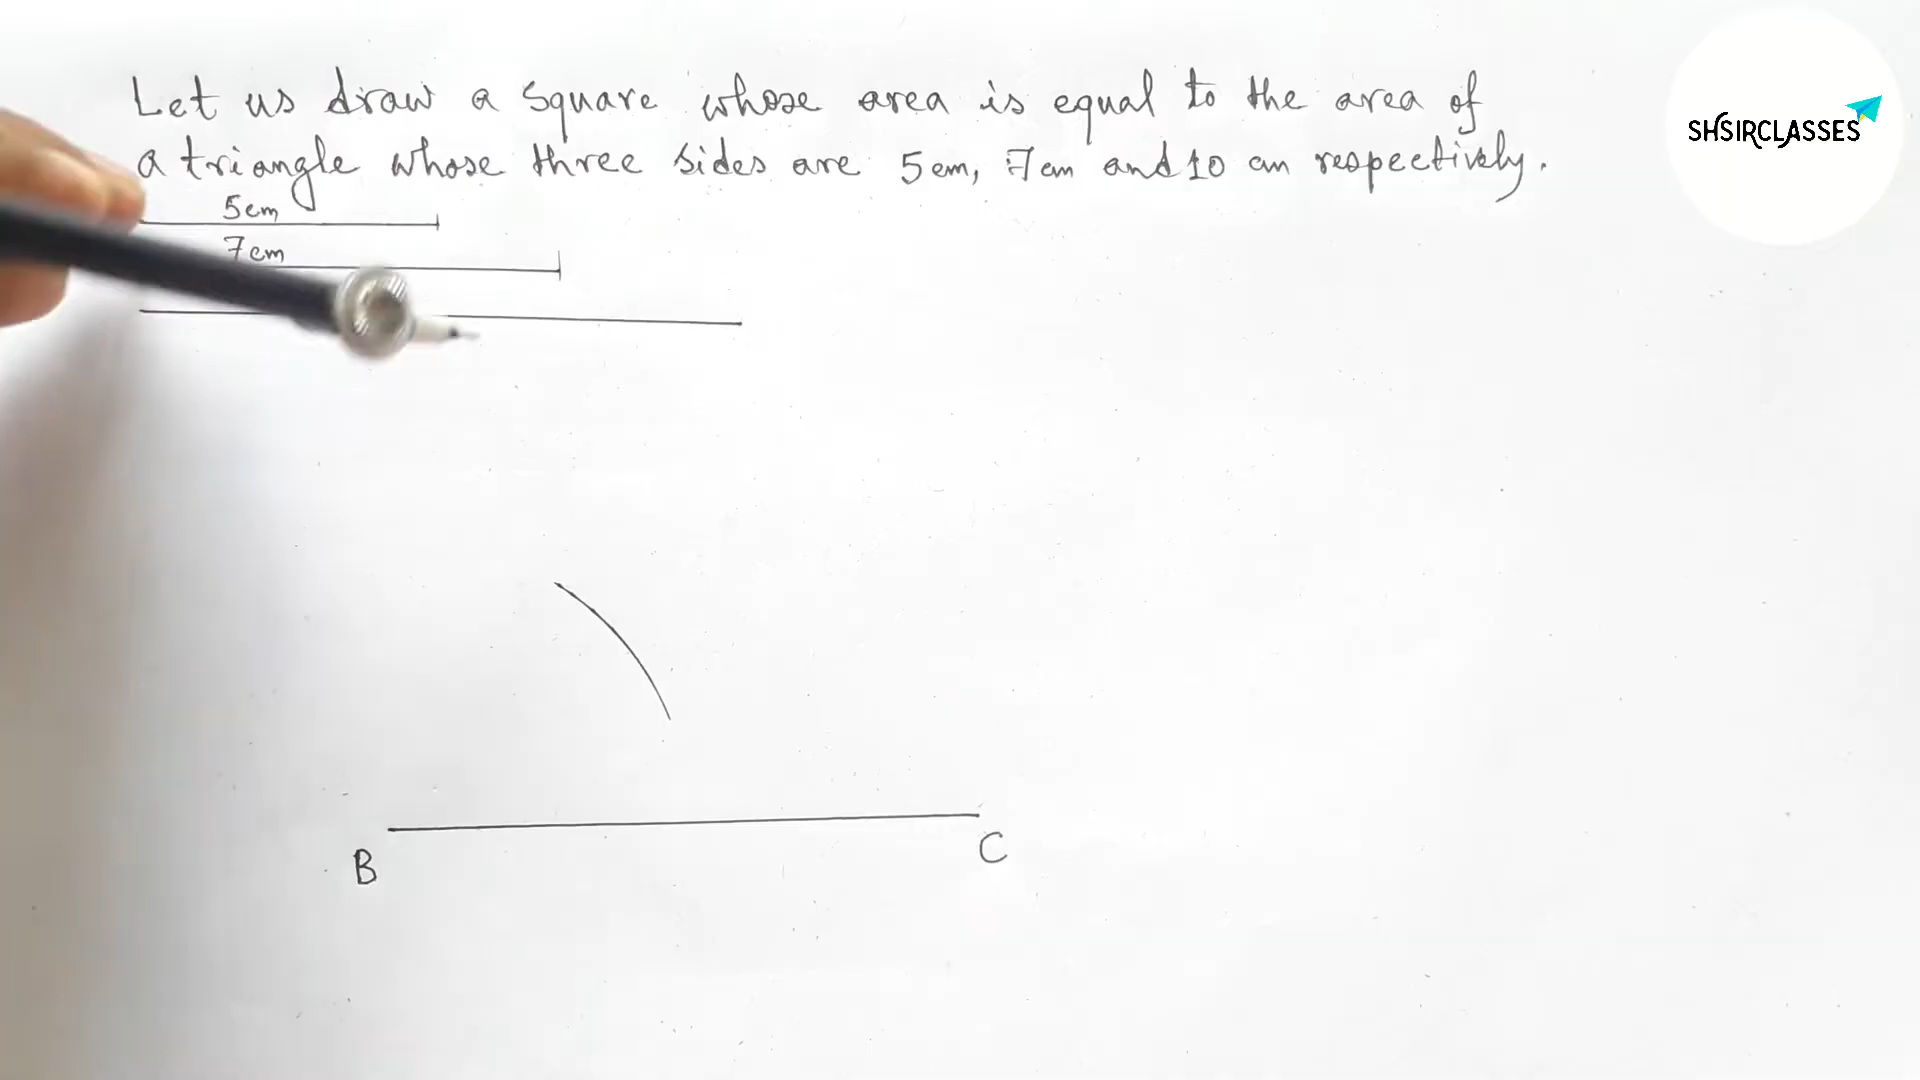 Let us draw a square whose area is equal to the area of
a triangle whose three sides are 5cm, 7cm and 10 cm respectively.
SHSIRCLASSES
5cm
7cm
B
C